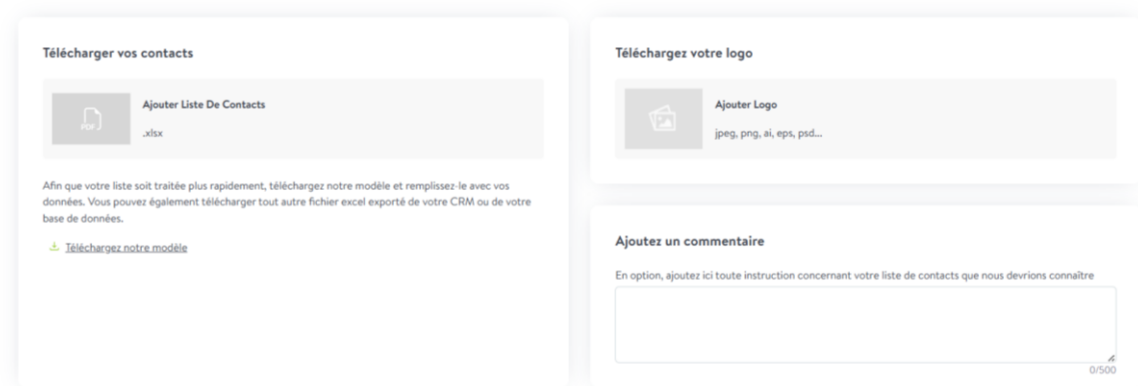 Télécharger vos contacts
PDF
Ajouter Liste De Contacts
.xlsx
Afin que votre liste soit traitée plus rapidement, téléchargez notre modèle et remplissez-le avec vos
données. Vous pouvez également télécharger tout autre fichier excel exporté de votre CRM ou de votre
base de données.
Téléchargez notre modèle
Téléchargez votre logo
Ajouter Logo
jpeg, png, ai, eps, psd...
Ajoutez un commentaire
En option, ajoutez ici toute instruction concernant votre liste de contacts que nous devrions connaître
0/500